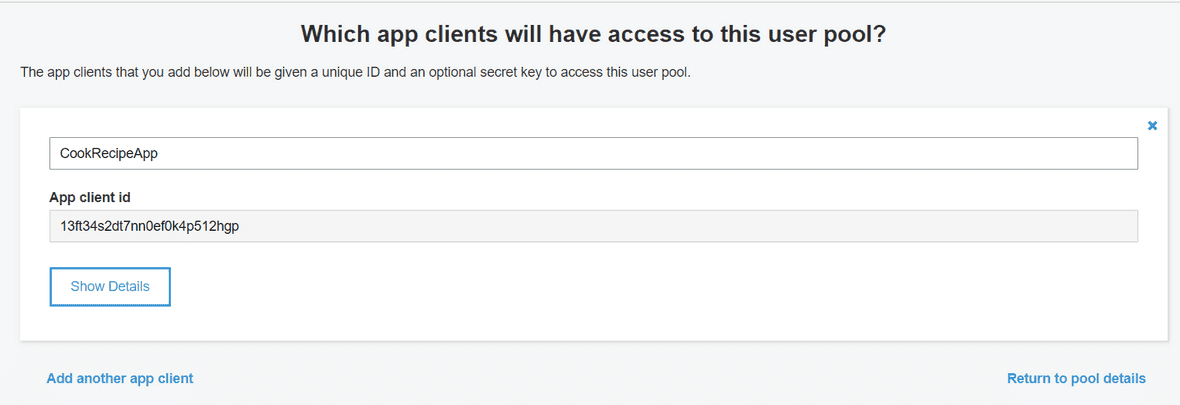 Which app clients will have access to this user pool?
The app clients that you add below will be given a unique ID and an optional secret key to access this user pool.
CookRecipeApp
App client id
13ft34s2dt7nn0ef0k4p512hgp
Show Details
Add another app client
Return to pool details